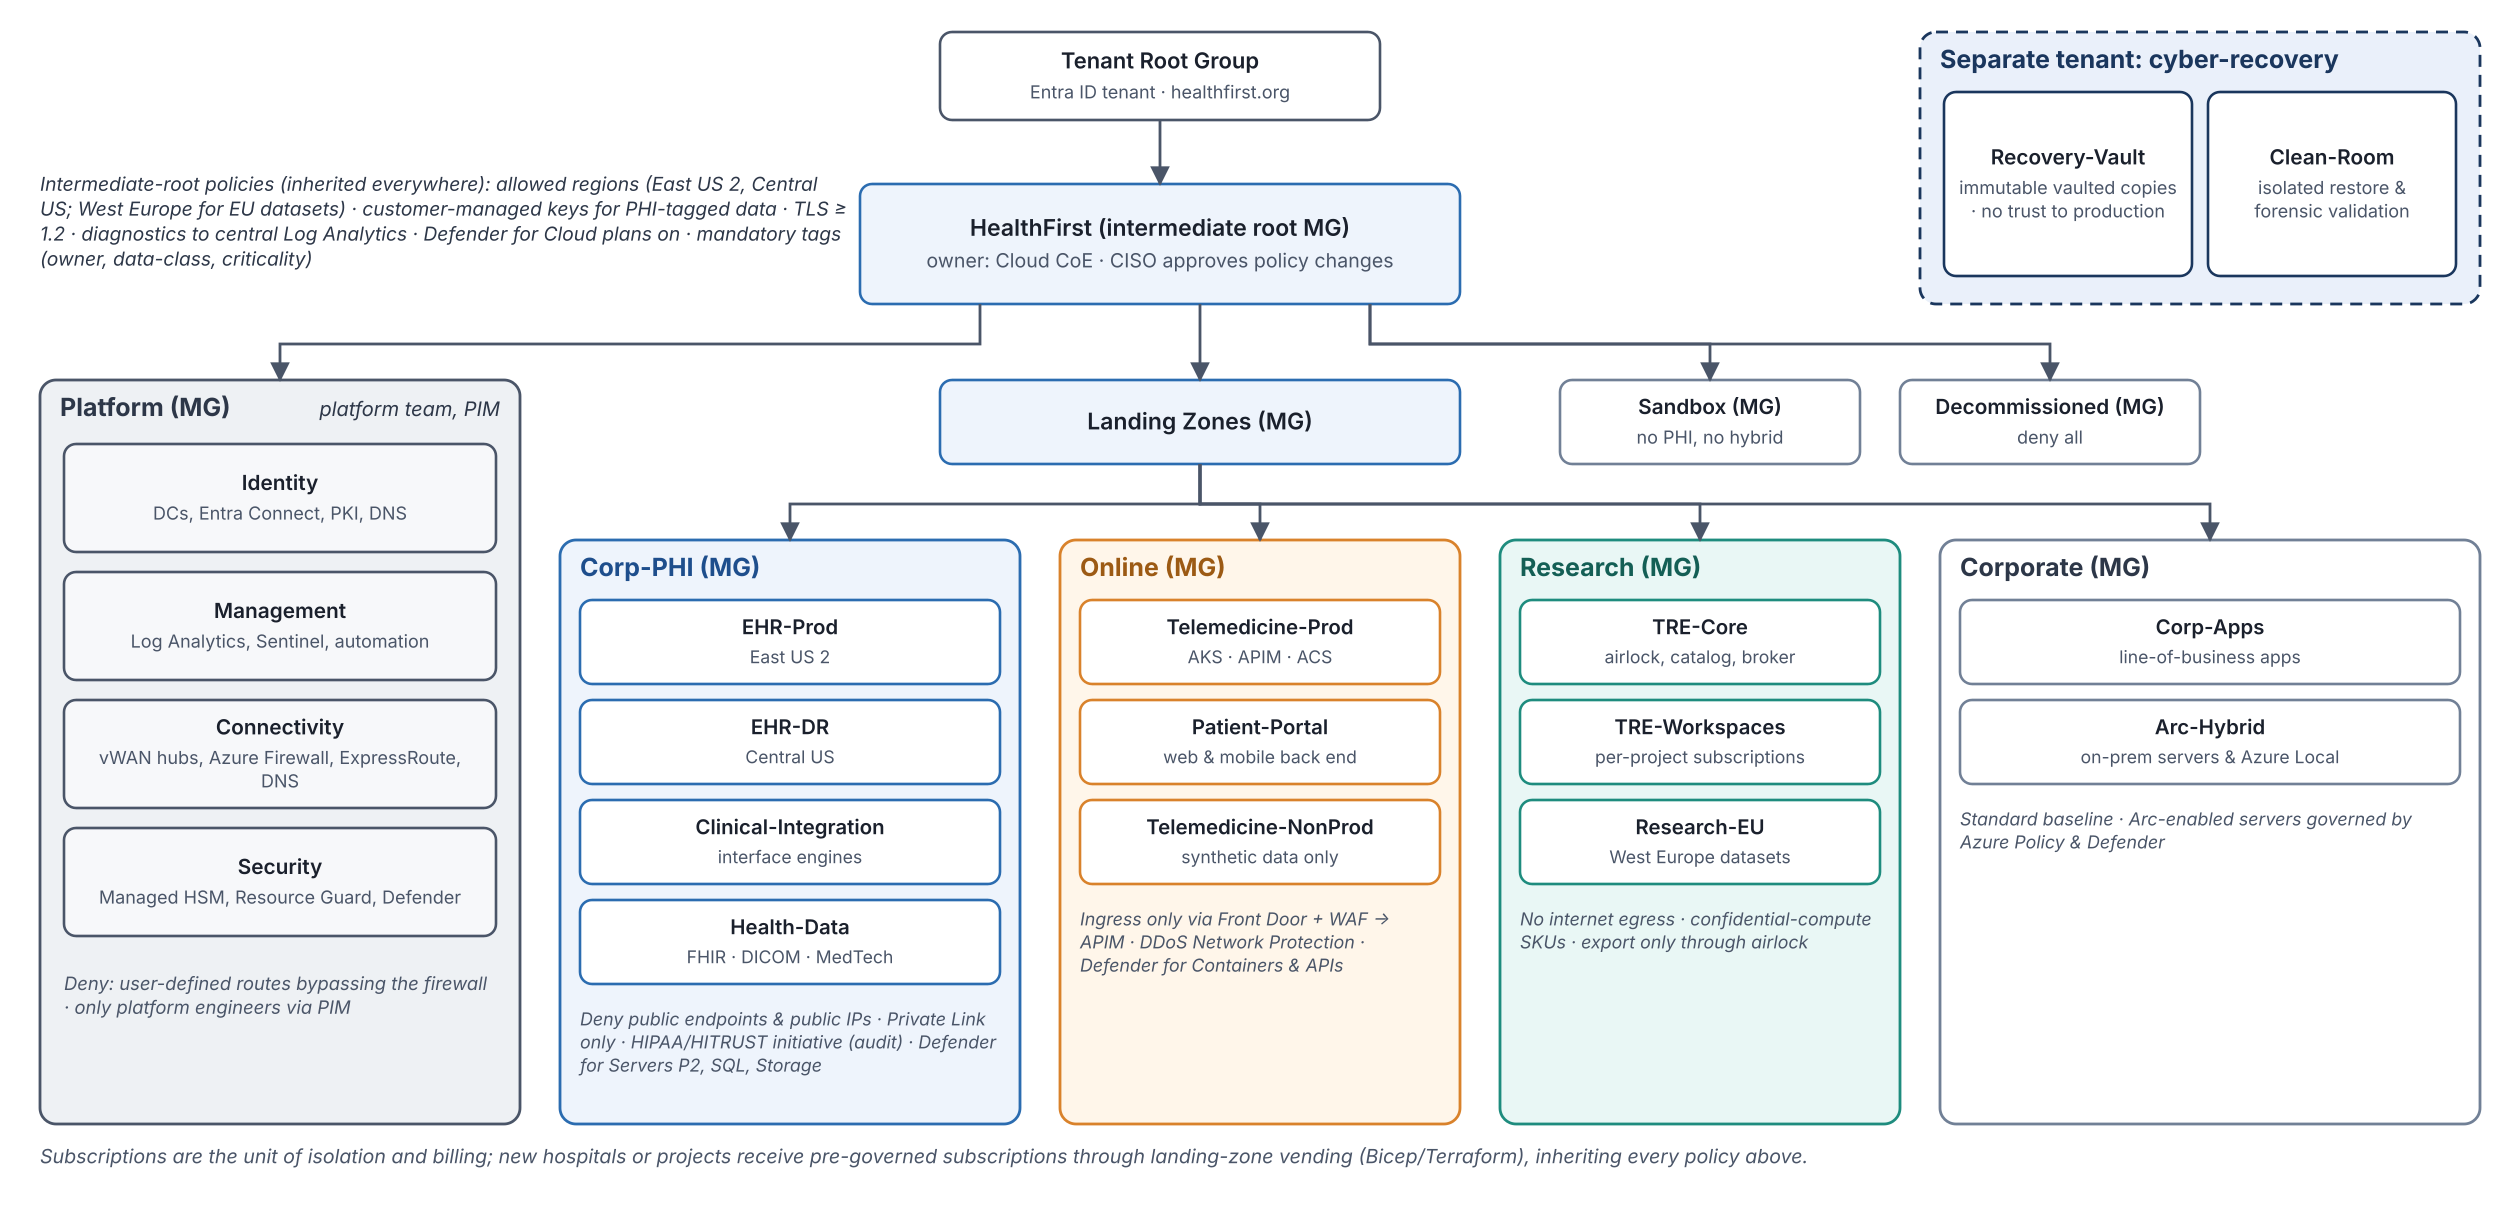 Tenant Root Group
Entra ID tenant · healthfirst.org
Separate tenant: cyber-recovery
Recovery-Vault
immutable vaulted copies
· no trust to production
Clean-Room
isolated restore &
forensic validation
Intermediate-root policies (inherited everywhere): allowed regions (East US 2, Central
US; West Europe for EU datasets) · customer-managed keys for PHI-tagged data · TLS ≥
1.2 · diagnostics to central Log Analytics · Defender for Cloud plans on · mandatory tags
(owner, data-class, criticality)
HealthFirst (intermediate root MG)
owner: Cloud CoE · CISO approves policy changes
Platform (MG)
platform team, PIM
Identity
DCs, Entra Connect, PKI, DNS
Management
Log Analytics, Sentinel, automation
Connectivity
vWAN hubs, Azure Firewall, ExpressRoute,
DNS
Security
Managed HSM, Resource Guard, Defender
Deny: user-defined routes bypassing the firewall
· only platform engineers via PIM
Landing Zones (MG)
Sandbox (MG)
no PHI, no hybrid
Decommissioned (MG)
deny all
Corp-PHI (MG)
EHR-Prod
East US 2
EHR-DR
Central US
Clinical-Integration
interface engines
Health-Data
FHIR · DICOM · MedTech
Deny public endpoints & public IPs · Private Link
only · HIPAA/HITRUST initiative (audit) · Defender
for Servers P2, SQL, Storage
Online (MG)
Telemedicine-Prod
AKS · APIM · ACS
Patient-Portal
web & mobile back end
Telemedicine-NonProd
synthetic data only
Ingress only via Front Door + WAF →
APIM · DDoS Network Protection ·
Defender for Containers & APIs
Research (MG)
TRE-Core
airlock, catalog, broker
TRE-Workspaces
per-project subscriptions
Research-EU
West Europe datasets
No internet egress · confidential-compute
SKUs · export only through airlock
Corporate (MG)
Corp-Apps
line-of-business apps
Arc-Hybrid
on-prem servers & Azure Local
Standard baseline · Arc-enabled servers governed by
Azure Policy & Defender
Subscriptions are the unit of isolation and billing; new hospitals or projects receive pre-governed subscriptions through landing-zone vending (Bicep/Terraform), inheriting every policy above.